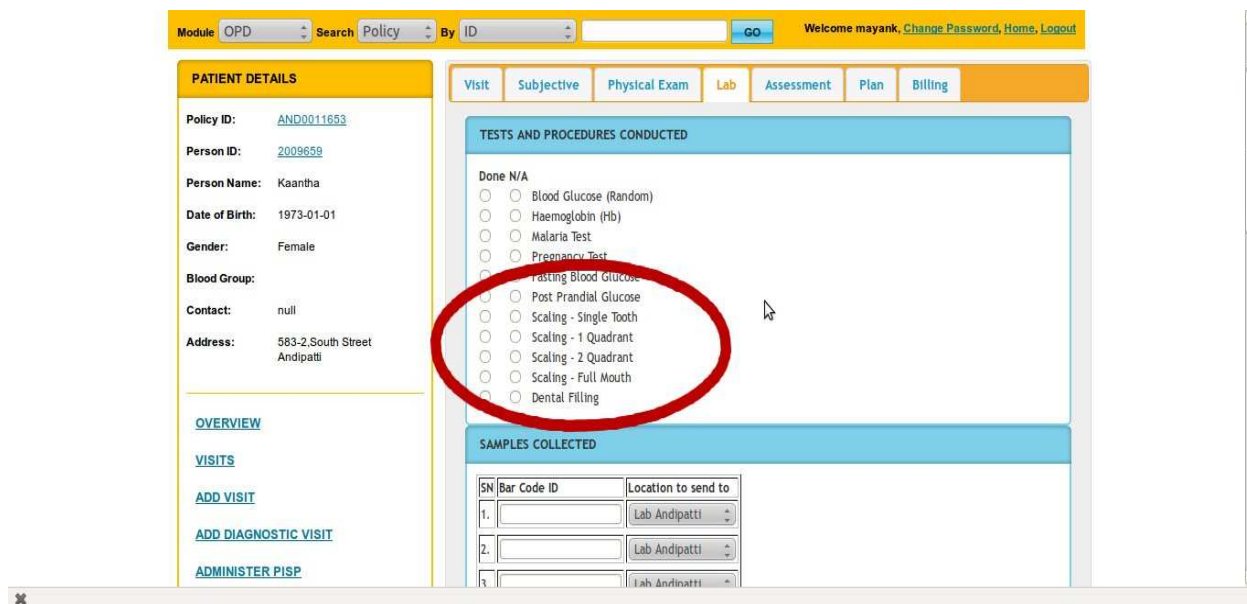 Module OPD Search Policy By ID GO Welcome mayank, Change Password, Home, Logout
PATIENT DETAILS
Policy ID: AND0011653
Person ID: 2009659
Person Name: Kaantha
Date of Birth: 1973-01-01
Gender: Female
Blood Group:
Contact: null
Address: 583-2,South Street
Andipatti
OVERVIEW
VISITS
ADD VISIT
ADD DIAGNOSTIC VISIT
ADMINISTER PISP
Visit Subjective Physical Exam Lab Assessment Plan Billing
TESTS AND PROCEDURES CONDUCTED
Done N/A
Blood Glucose (Random)
Haemoglobin (Hb)
Malaria Test
Pregnancy Test
Fasting Blood Glucose
Post Prandial Glucose
Scaling - Single Tooth
Scaling - 1 Quadrant
Scaling - 2 Quadrant
Scaling - Full Mouth
Dental Filling
SAMPLES COLLECTED
SN Bar Code ID Location to send to
1. Lab Andipatti
2. Lab Andipatti
3. Lab Andipatti